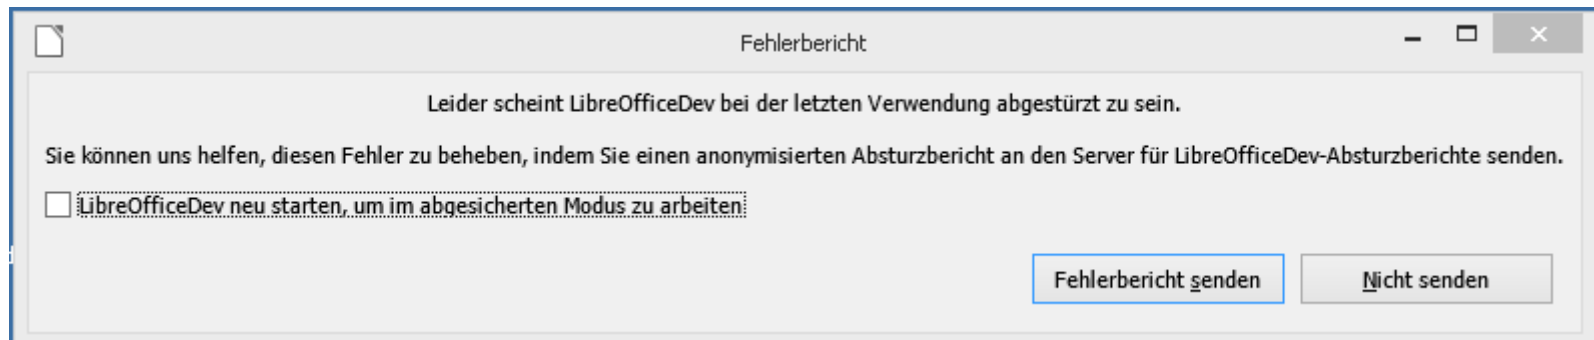 Fehlerbericht
Leider scheint LibreOfficeDev bei der letzten Verwendung abgestürzt zu sein.
Sie können uns helfen, diesen Fehler zu beheben, indem Sie einen anonymisierten Absturzbericht an den Server für LibreOfficeDev-Absturzberichte senden.
LibreOfficeDev neu starten, um im abgesicherten Modus zu arbeiten
Fehlerbericht senden Nicht senden